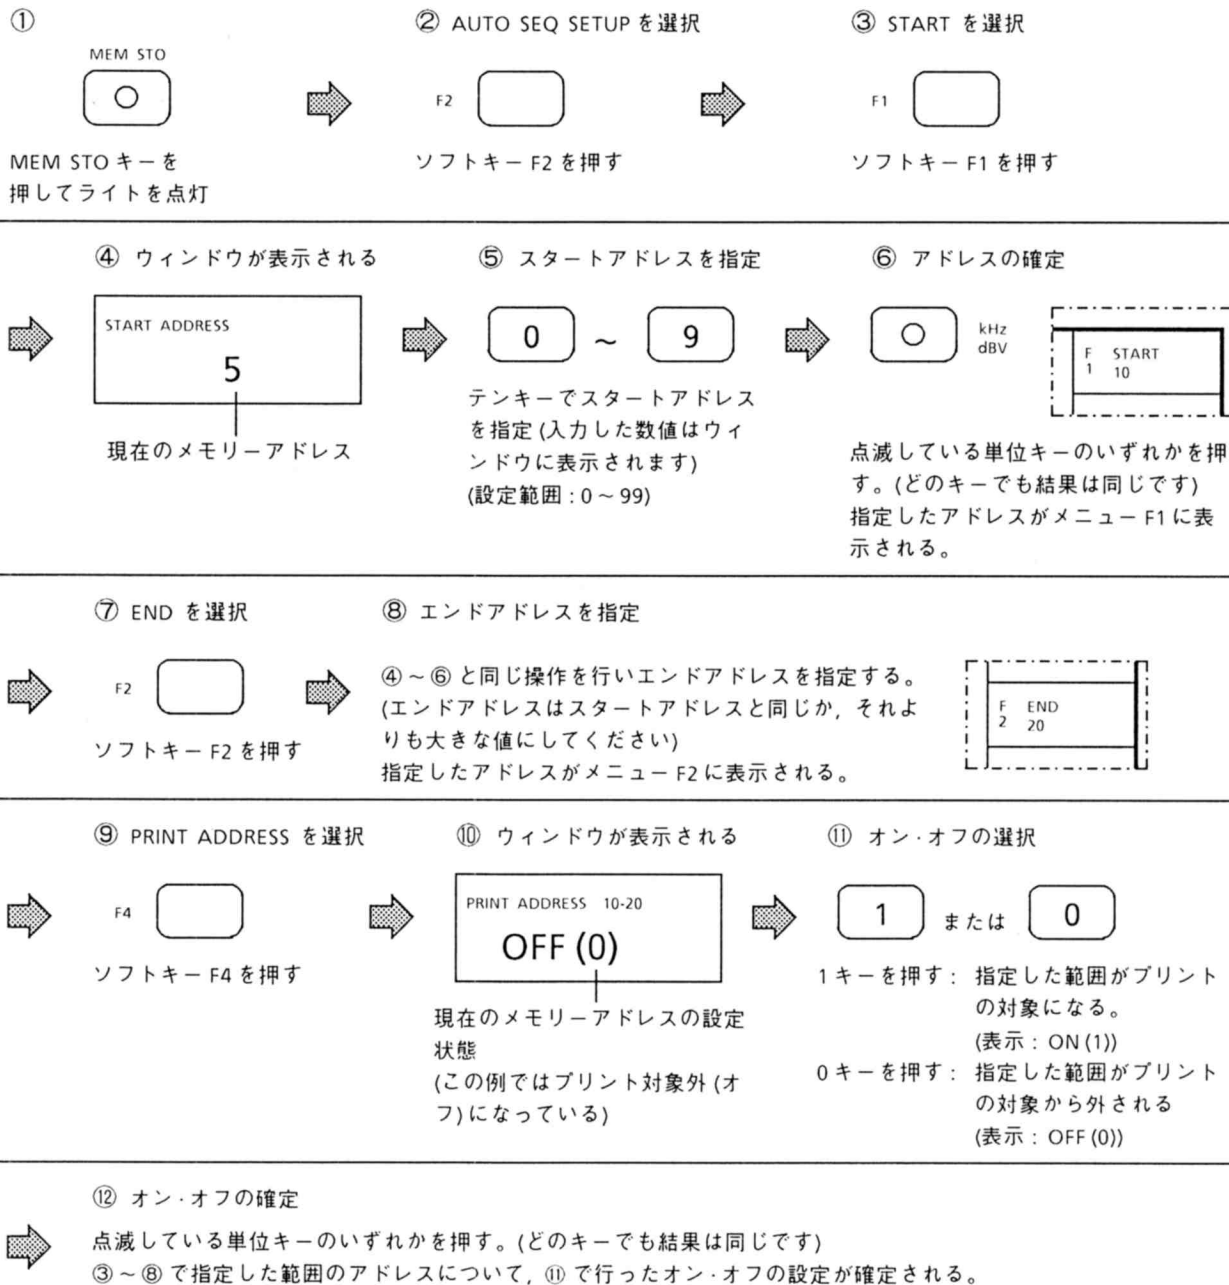 ①
MEM STO
MEM STO キーを
押してライトを点灯
② AUTO SEQ SETUP を選択
F2
ソフトキー F2 を押す
③ START を選択
F1
ソフトキー F1 を押す
④ ウィンドウが表示される
START ADDRESS
5
現在のメモリーアドレス
⑤ スタートアドレスを指定
0 ~ 9
テンキーでスタートアドレス
を指定 (入力した数値はウィ
ンドウに表示されます)
(設定範囲 : 0 ~ 99)
⑥ アドレスの確定
kHz
dBV
F START
1 10
点滅している単位キーのいずれかを押
す。(どのキーでも結果は同じです)
指定したアドレスがメニュー F1 に表
示される。
⑦ END を選択
F2
ソフトキー F2 を押す
⑧ エンドアドレスを指定
④ ~ ⑥ と同じ操作を行いエンドアドレスを指定する。
(エンドアドレスはスタートアドレスと同じか, それよ
りも大きな値にしてください)
指定したアドレスがメニュー F2 に表示される。
F END
2 20
⑨ PRINT ADDRESS を選択
F4
ソフトキー F4 を押す
⑩ ウィンドウが表示される
PRINT ADDRESS 10-20
OFF (0)
現在のメモリーアドレスの設定
状態
(この例ではプリント対象外 (オ
フ) になっている)
⑪ オン・オフの選択
1 または 0
1 キーを押す : 指定した範囲がプリント
の対象になる。
(表示 : ON (1))
0 キーを押す : 指定した範囲がプリント
の対象から外される
(表示 : OFF (0))
⑫ オン・オフの確定
点滅している単位キーのいずれかを押す。(どのキーでも結果は同じです)
③ ~ ⑧ で指定した範囲のアドレスについて, ⑪ で行ったオン・オフの設定が確定される。